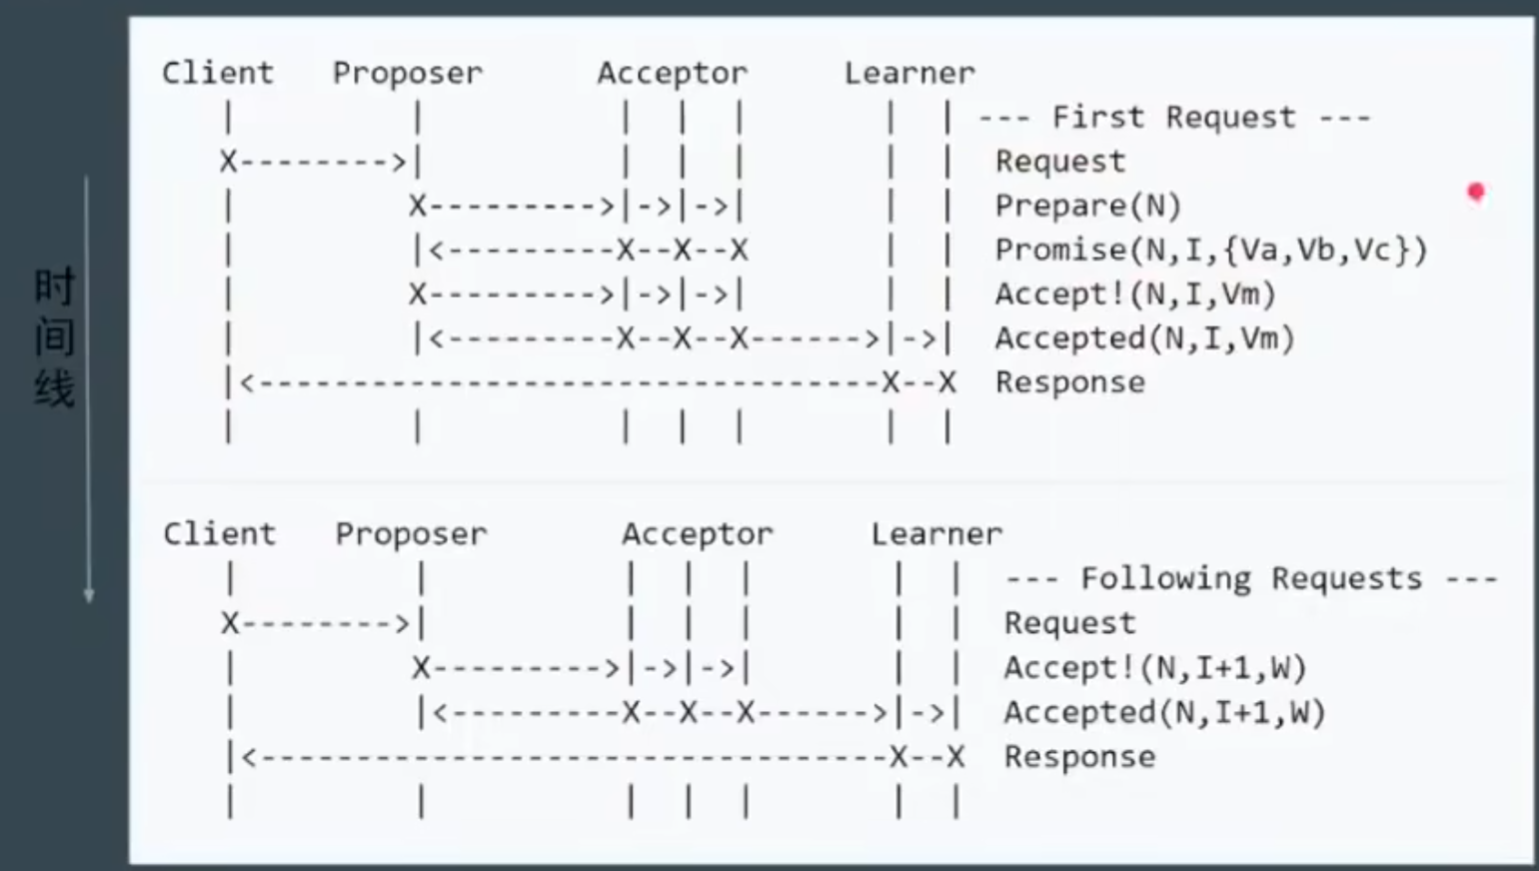 Client Proposer Acceptor Learner
--- First Request ---
Request
Prepare(N)
Promise(N,I,{Va,Vb,Vc})
Accept!(N,I,Vm)
Accepted(N,I,Vm)
Response
时间线
Client Proposer Acceptor Learner
--- Following Requests ---
Request
Accept!(N,I+1,W)
Accepted(N,I+1,W)
Response